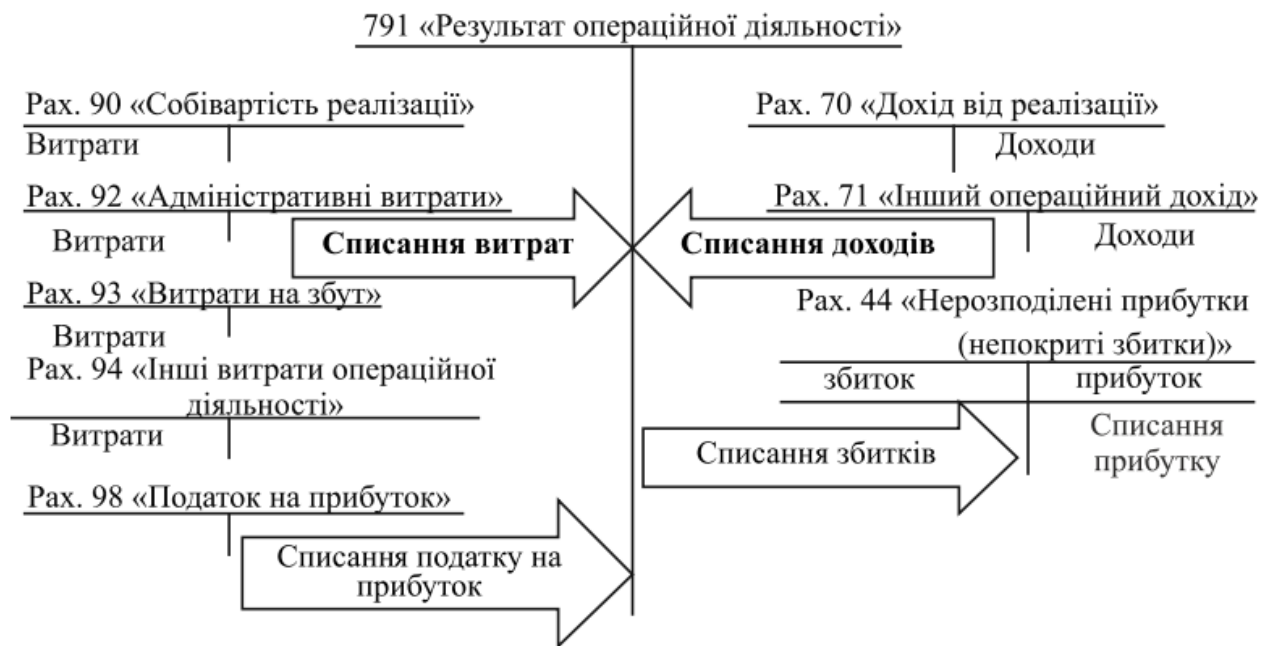 791 «Результат операційної діяльності»
Рах. 90 «Собівартість реалізації»
Витрати
Рах. 92 «Адміністративні витрати»
Витрати
Списання витрат
Рах. 93 «Витрати на збут»
Витрати
Рах. 94 «Інші витрати операційної
діяльності»
Витрати
Рах. 98 «Податок на прибуток»
Списання податку на
прибуток
Рах. 70 «Дохід від реалізації»
Доходи
Рах. 71 «Інший операційний дохід»
Доходи
Списання доходів
Рах. 44 «Нерозподілені прибутки
(непокриті збитки)»
збиток
прибуток
Списання збитків
Списання
прибутку